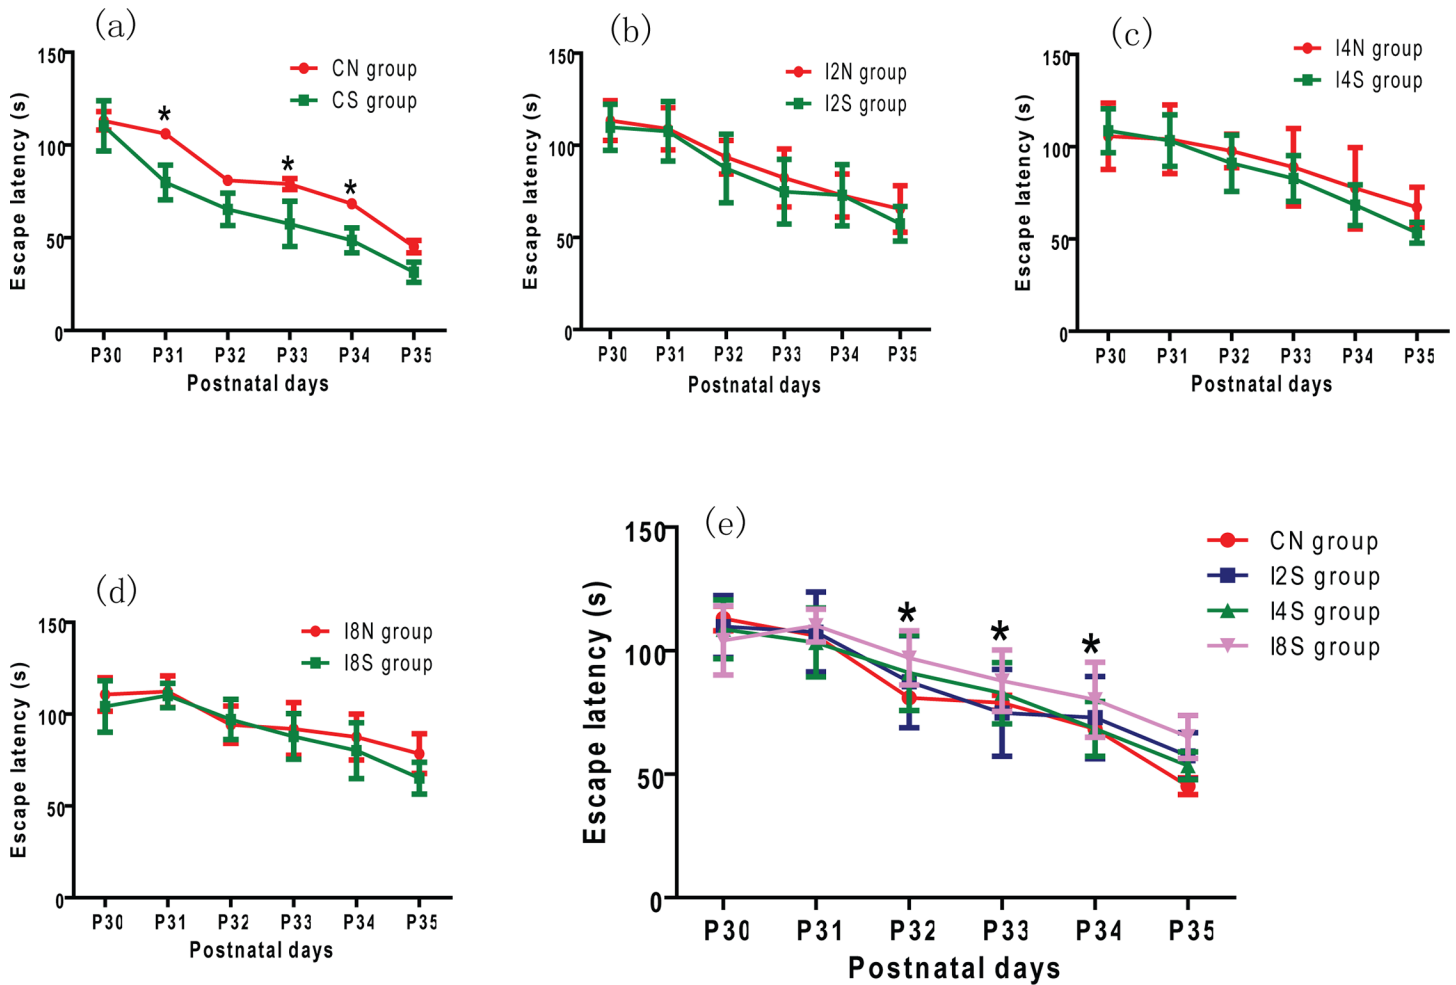 (a)
150
100
50
0
Escape latency (s)
CN group
CS group
*
*
*
P30 P31 P32 P33 P34 P35
Postnatal days
(b)
150
100
50
0
Escape latency (s)
I2N group
I2S group
P30 P31 P32 P33 P34 P35
Postnatal days
(c)
150
100
50
0
Escape latency (s)
I4N group
I4S group
P30 P31 P32 P33 P34 P35
Postnatal days
(d)
150
100
50
0
Escape latency (s)
I8N group
I8S group
P30 P31 P32 P33 P34 P35
Postnatal days
(e)
150
100
50
0
Escape latency (s)
CN group
I2S group
I4S group
I8S group
*
*
*
P30 P31 P32 P33 P34 P35
Postnatal days